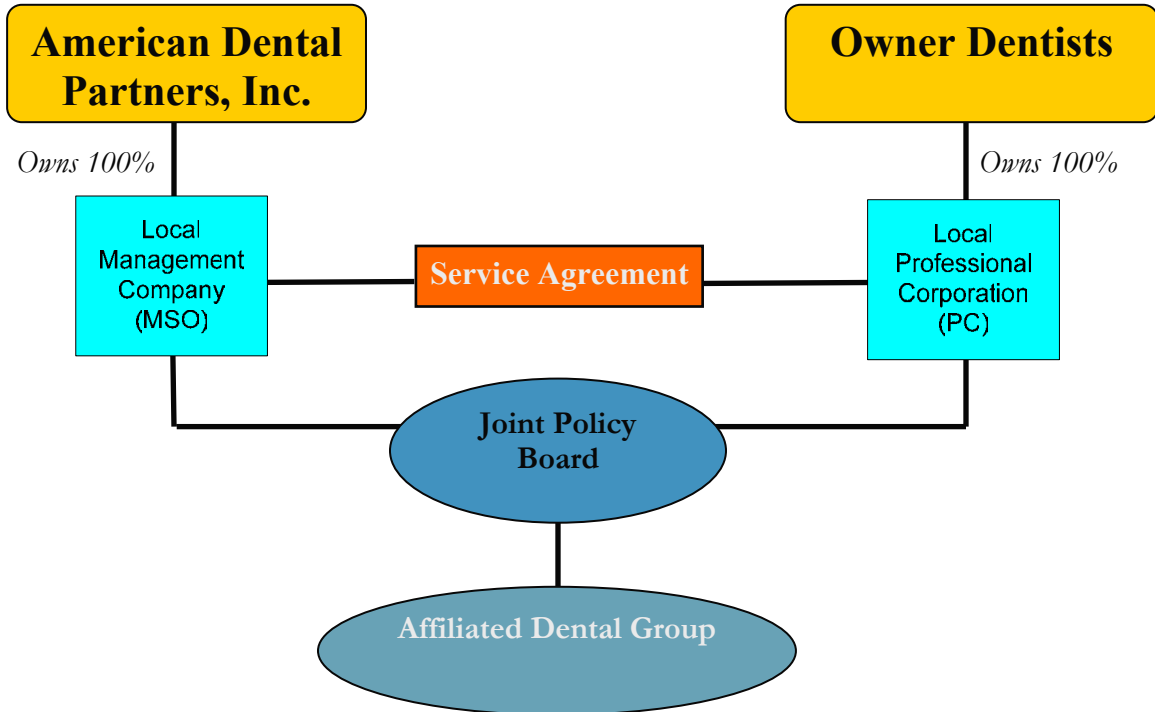 American Dental
Partners, Inc.
Owner Dentists
Owns 100%
Owns 100%
Local
Management
Company
(MSO)
Service Agreement
Local
Professional
Corporation
(PC)
Joint Policy
Board
Affiliated Dental Group